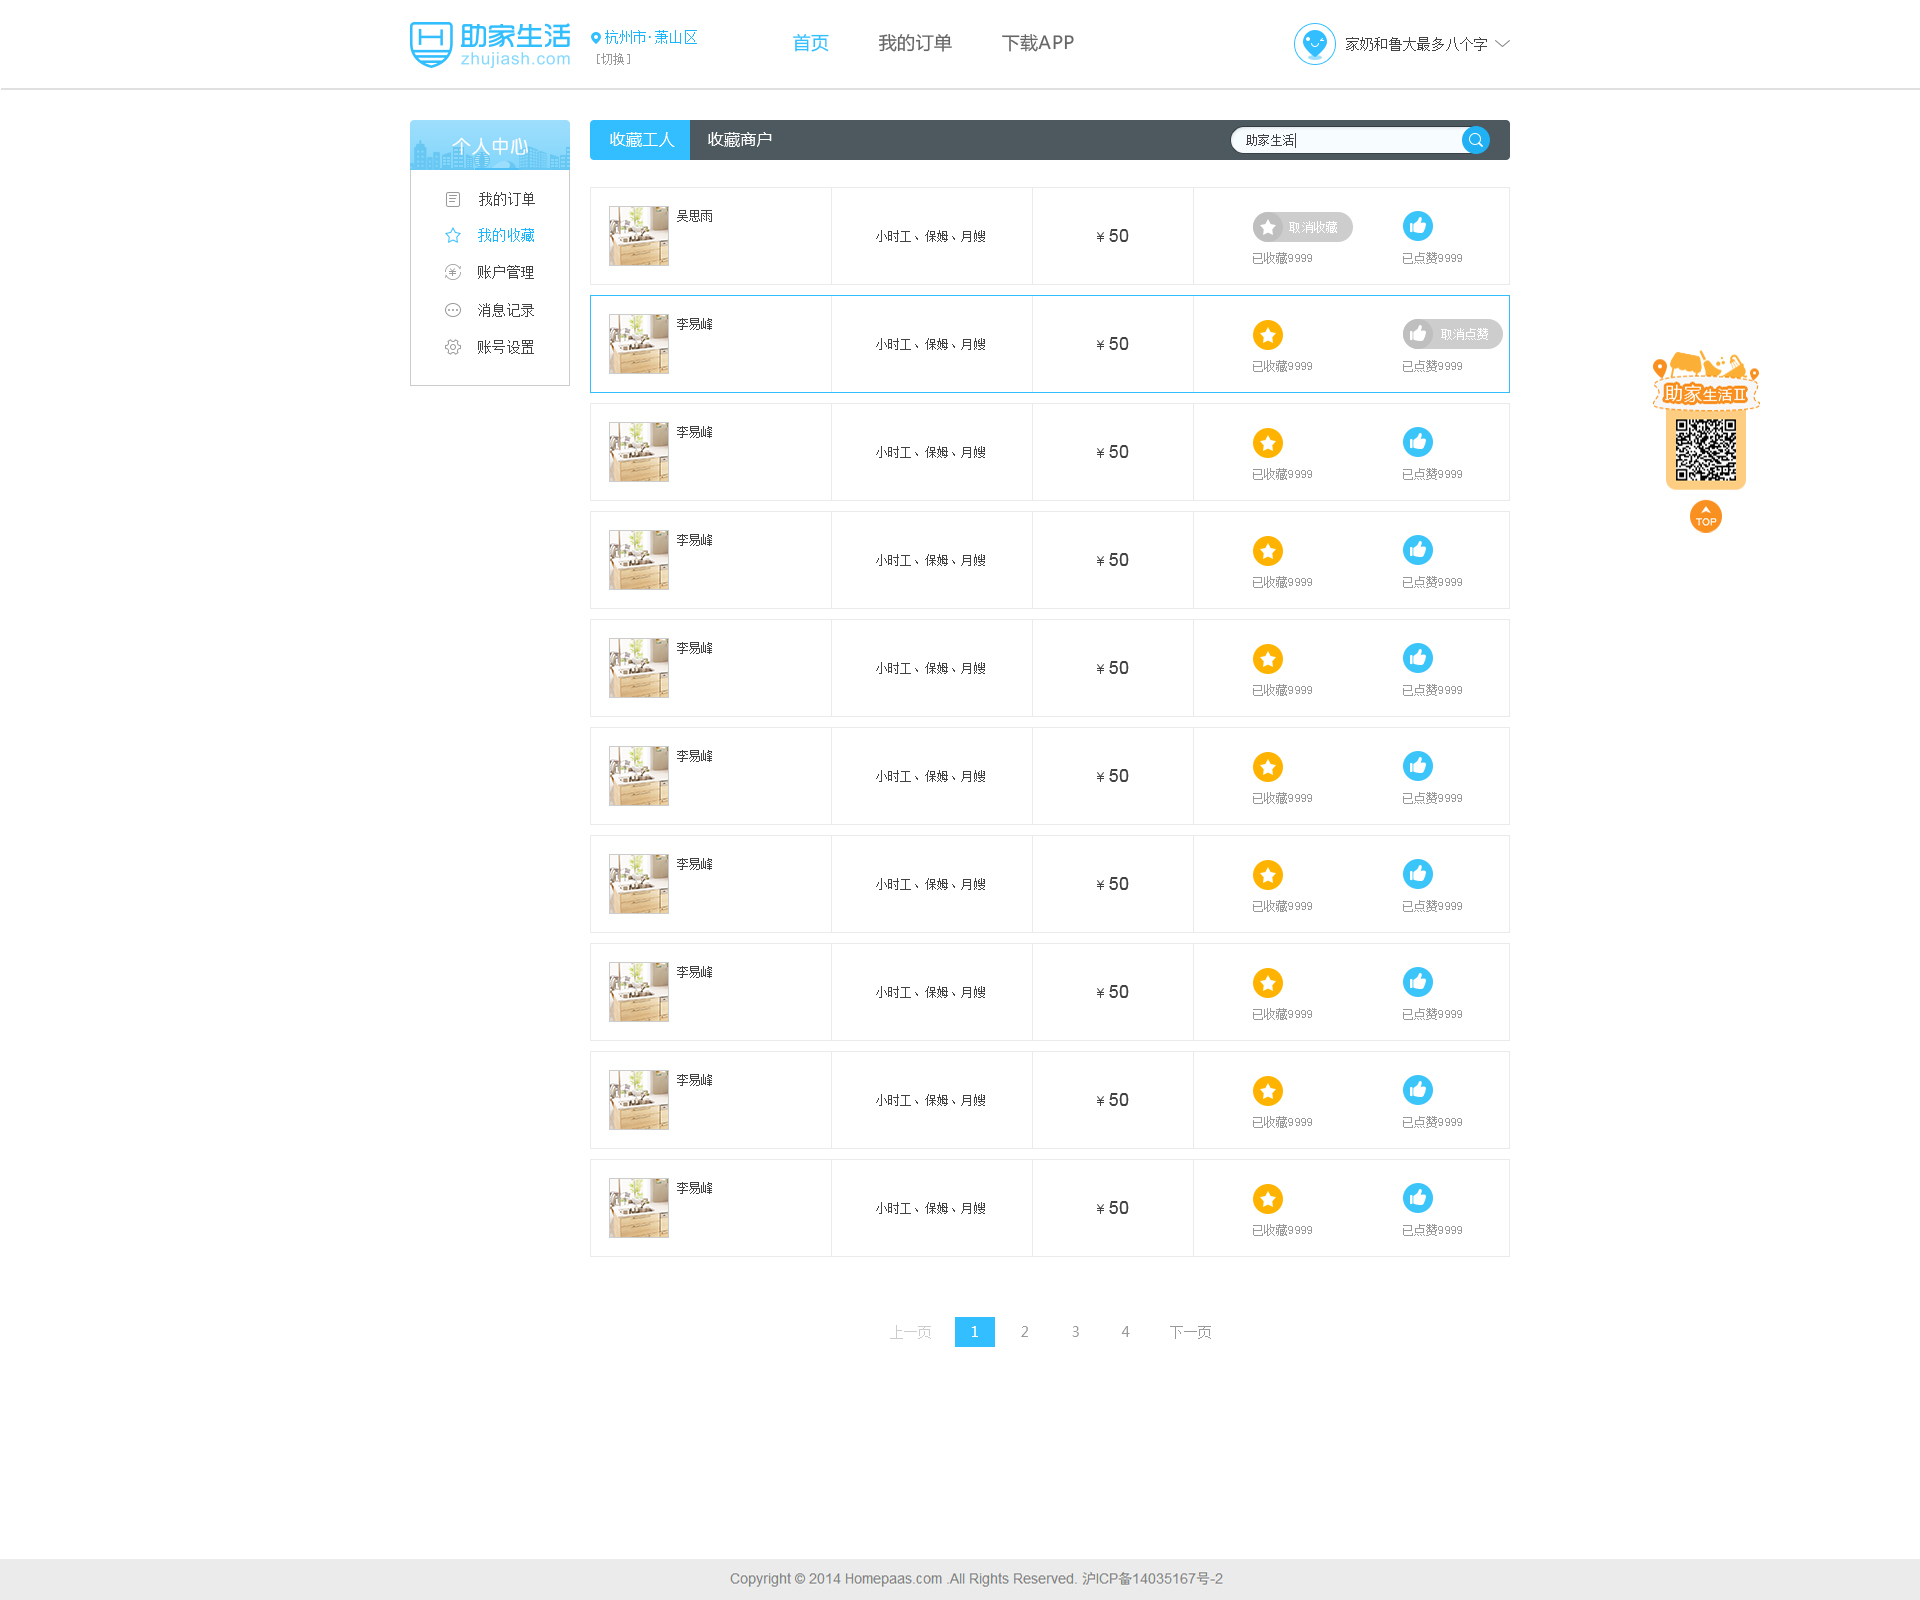 助家生活
zhujiash.com
杭州市·萧山区
[切换]
首页
我的订单
下载APP
家奶和鲁大最多八个字
个人中心
我的订单
我的收藏
账户管理
消息记录
账号设置
收藏工人
收藏商户
助家生活
吴思雨
小时工、保姆、月嫂
¥ 50
取消收藏
已收藏9999
已点赞9999
李易峰
小时工、保姆、月嫂
¥ 50
已收藏9999
取消点赞
已点赞9999
李易峰
小时工、保姆、月嫂
¥ 50
已收藏9999
已点赞9999
李易峰
小时工、保姆、月嫂
¥ 50
已收藏9999
已点赞9999
李易峰
小时工、保姆、月嫂
¥ 50
已收藏9999
已点赞9999
李易峰
小时工、保姆、月嫂
¥ 50
已收藏9999
已点赞9999
李易峰
小时工、保姆、月嫂
¥ 50
已收藏9999
已点赞9999
李易峰
小时工、保姆、月嫂
¥ 50
已收藏9999
已点赞9999
李易峰
小时工、保姆、月嫂
¥ 50
已收藏9999
已点赞9999
李易峰
小时工、保姆、月嫂
¥ 50
已收藏9999
已点赞9999
助家生活II
TOP
上一页
1
2
3
4
下一页
Copyright © 2014 Homepaas.com .All Rights Reserved. 沪ICP备14035167号-2